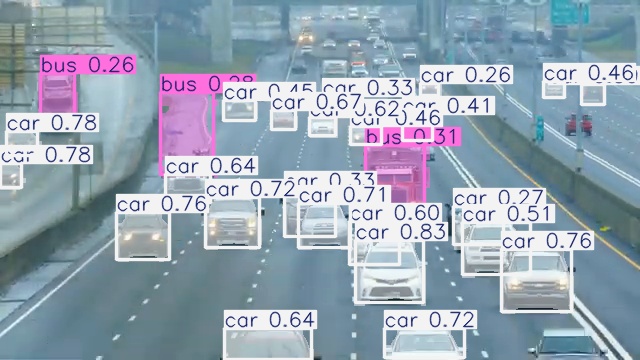 bus 0.26
bus 0.28
car 0.45
car 0.33
car 0.26
car 0.46
car 0.67
0.62
car 0.41
car 0.78
0.46
bus 0.31
car 0.78
car 0.64
car 0.72
car 0.33
car 0.71
car 0.76
car 0.60
car 0.27
car 0.51
car 0.83
car 0.76
car 0.64
car 0.72